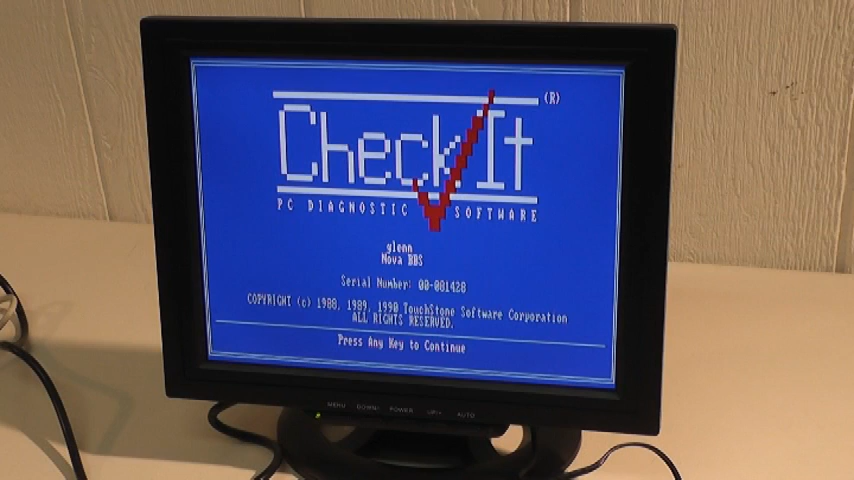 CheckIt (R)
PC DIAGNOSTIC SOFTWARE
glenn
Nova BBS
Serial Number: 00-081428
COPYRIGHT (c) 1988, 1989, 1990 TouchStone Software Corporation
ALL RIGHTS RESERVED.
Press Any Key to Continue
MENU DOWN/- POWER UP/+ AUTO